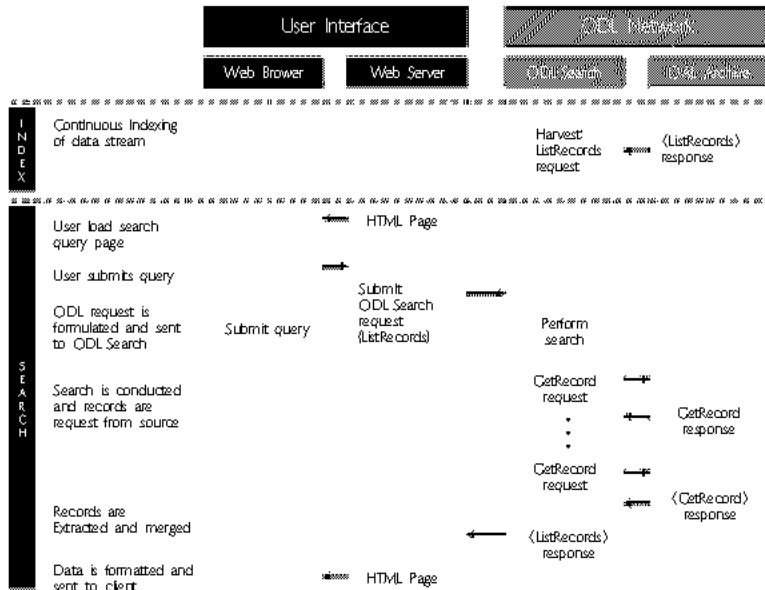 User Interface
ODL Network
Web Brower
Web Server
ODL Search
Archive
INDEX
Continuous Indexing
of data stream
Harvest
ListRecords
request
(ListRecords)
response
SEARCH
User load search
query page
HTML Page
User submits query
Submit
ODL Search
request
(ListRecords)
ODL request is
formulated and sent
to ODL Search
Submit query
Perform
search
Search is conducted
and records are
request from source
GetRecord
request
GetRecord
response
GetRecord
request
(GetRecord)
response
Records are
Extracted and merged
(ListRecords)
response
Data is formatted and
sent to client
HTML Page